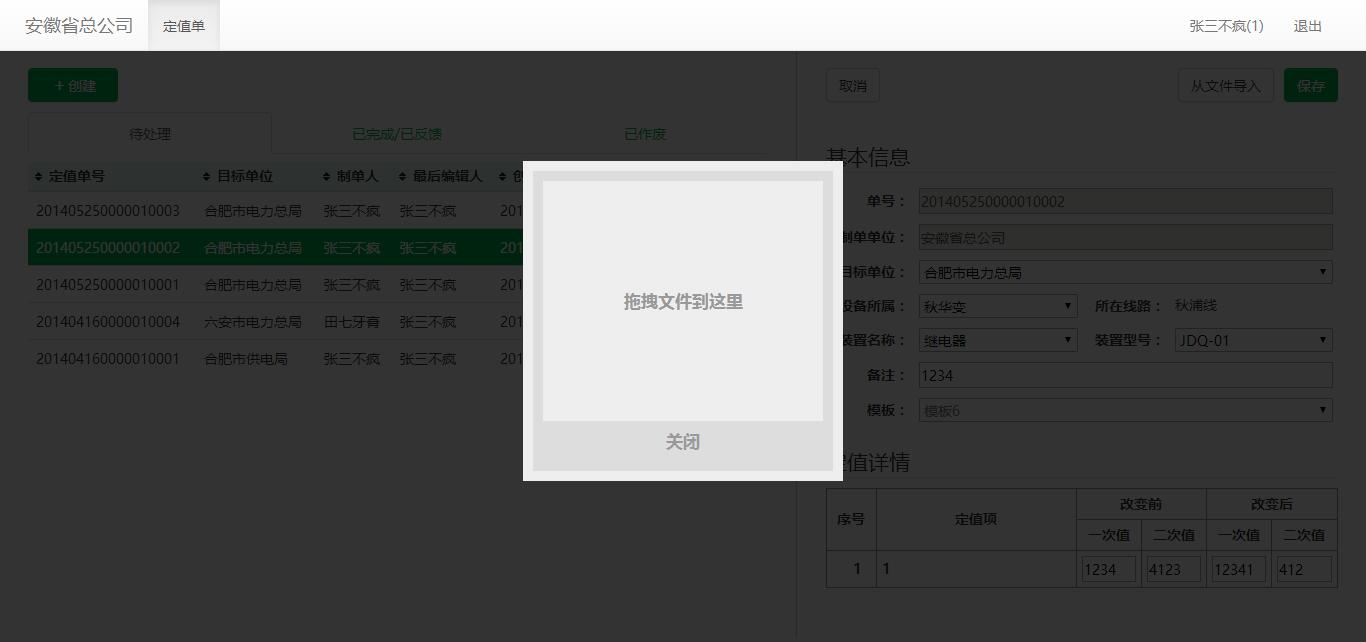 安徽省总公司 定值单 张三不疯(1) 退出
+ 创建 取消 从文件导入 保存
待处理 已完成/已反馈 已作废
定值单号 目标单位 制单人 最后编辑人
201405250000010003 合肥市电力总局 张三不疯 张三不疯 201
201405250000010002 合肥市电力总局 张三不疯 张三不疯 201
201405250000010001 合肥市电力总局 张三不疯 张三不疯 201
201404160000010004 六安市电力总局 田七牙膏 张三不疯 201
201404160000010001 合肥市供电局 张三不疯 张三不疯 201
拖拽文件到这里
关闭
基本信息
单号： 201405250000010002
制单单位： 安徽省总公司
目标单位： 合肥市电力总局
设备所属： 秋华变 所在线路： 秋浦线
装置名称： 继电器 装置型号： JDQ-01
备注： 1234
模板： 模板6
值详情
序号 定值项 改变前 改变后
一次值 二次值 一次值 二次值
1 1 1234 4123 12341 412